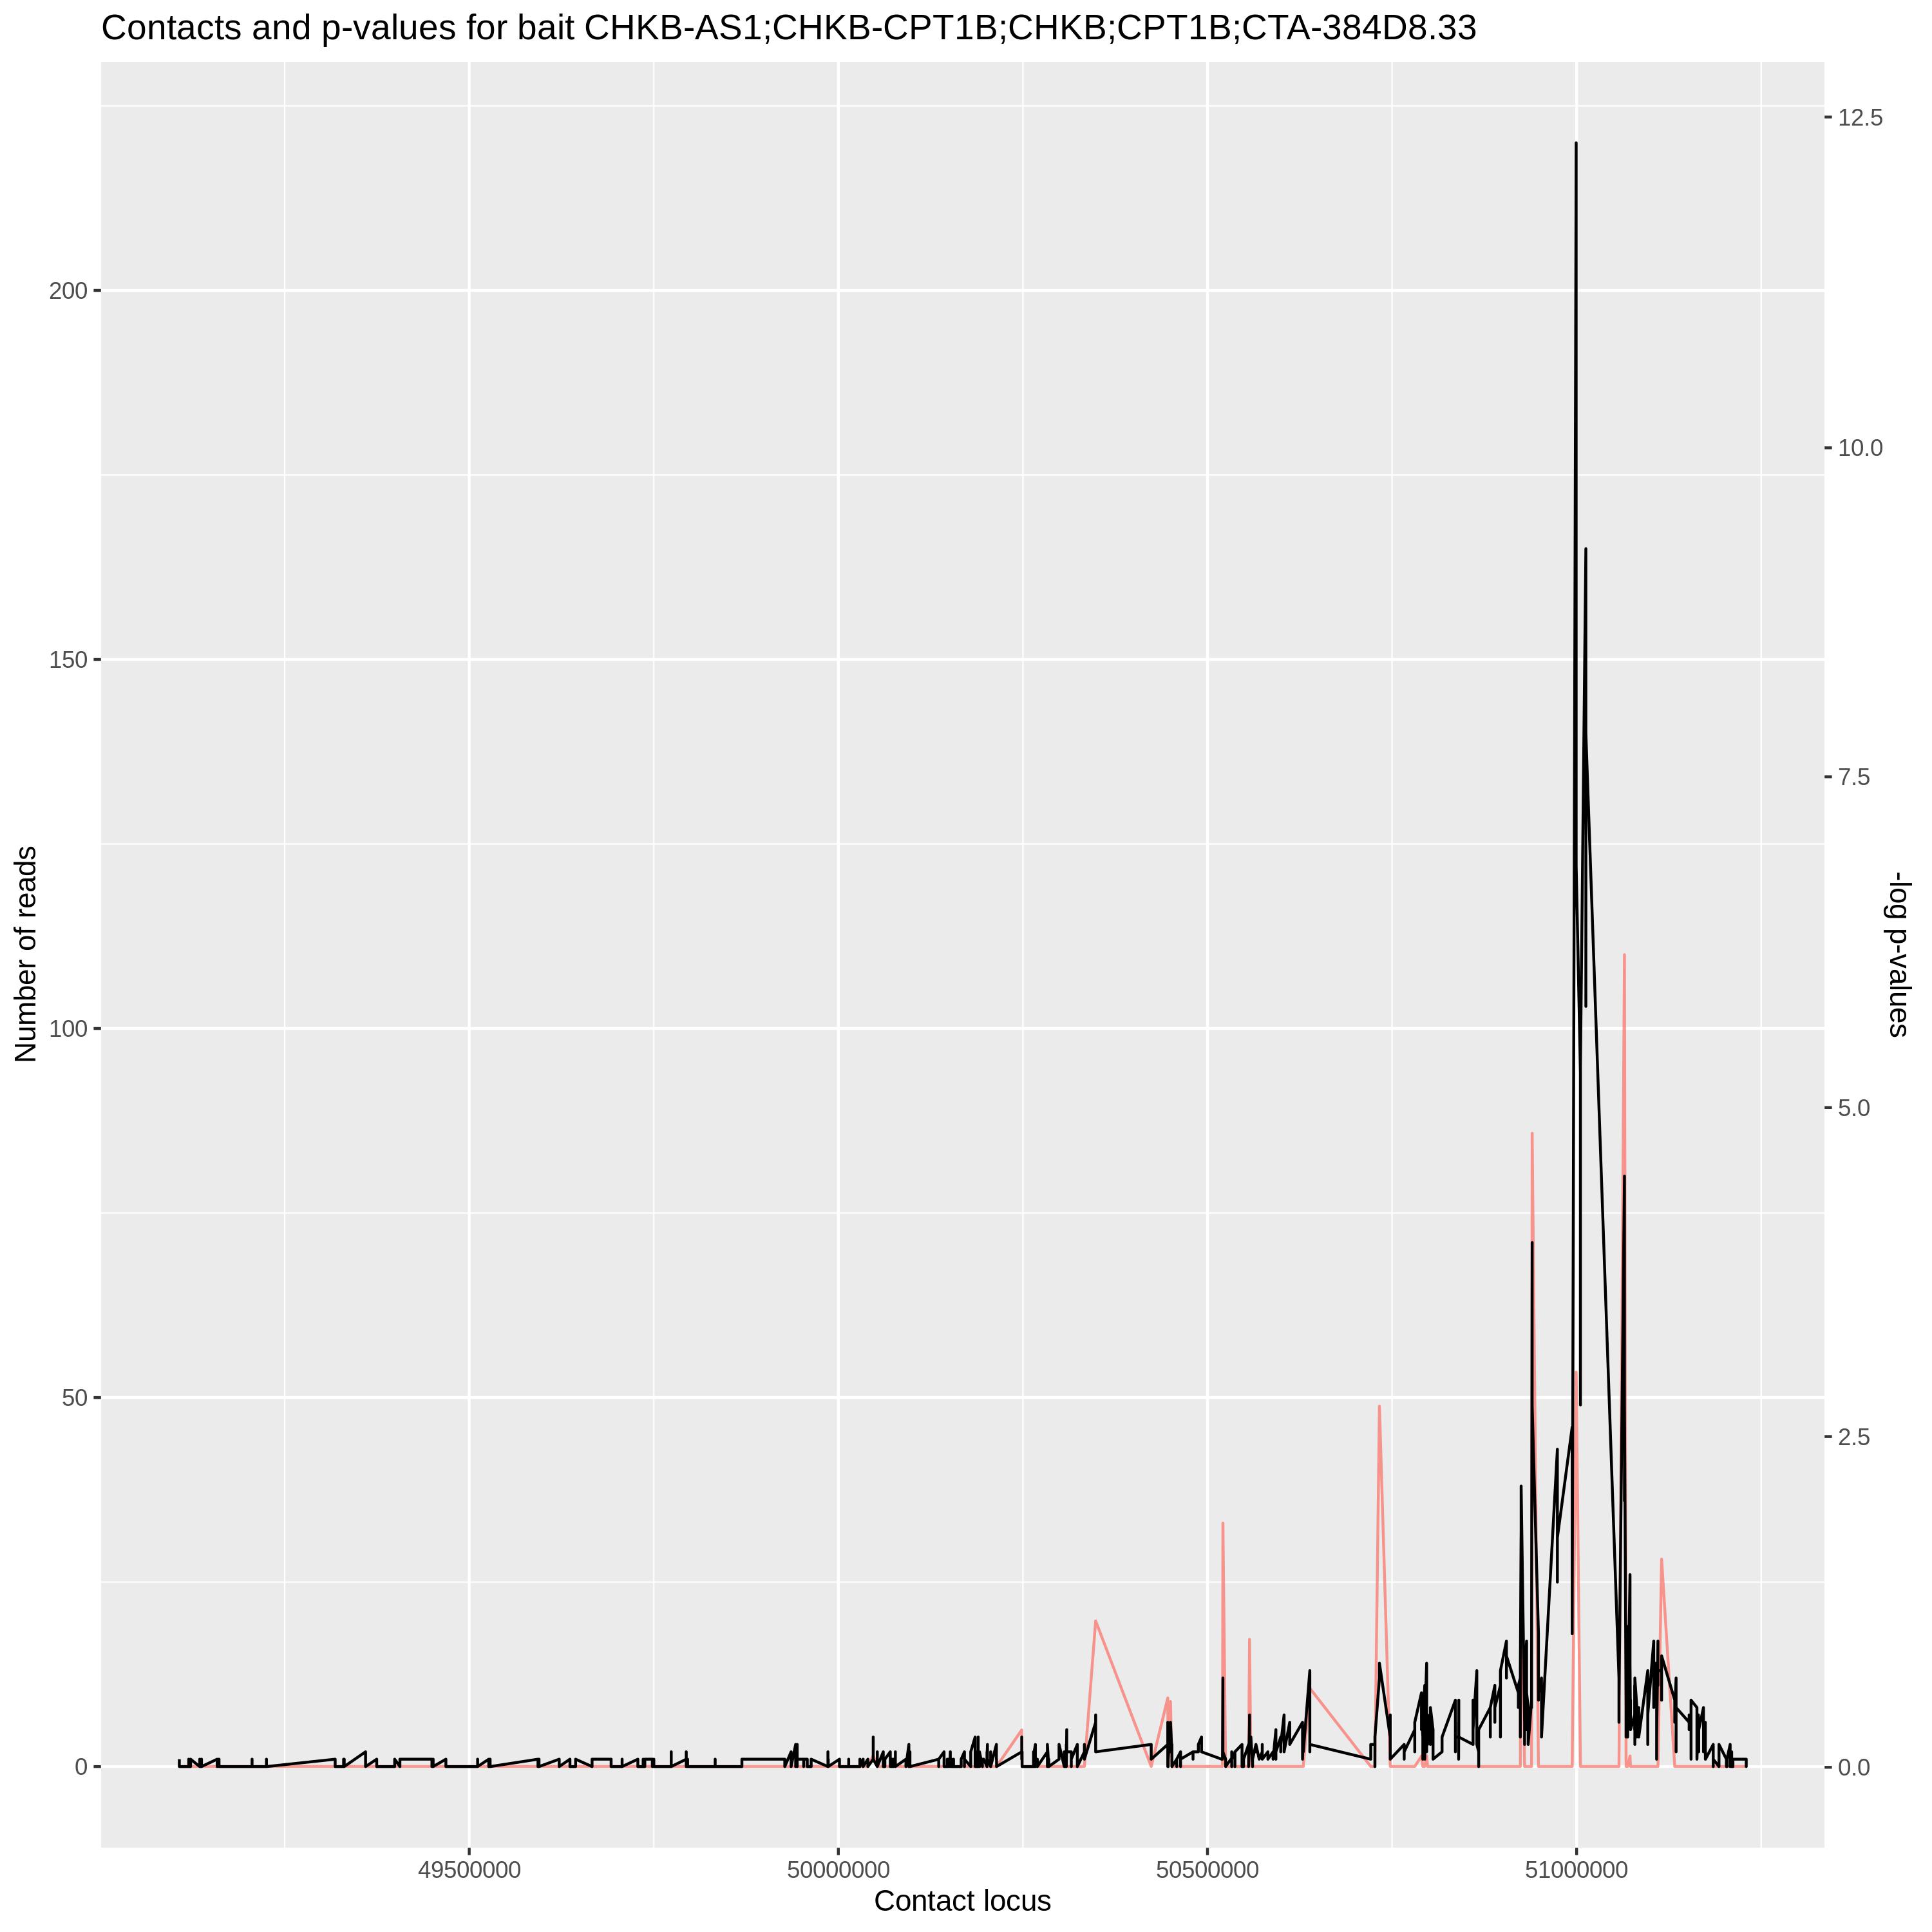 Contacts and p-values for bait CHKB-AS1;CHKB-CPT1B;CHKB;CPT1B;CTA-384D8.33
Number of reads
200
150
100
50
0
12.5
10.0
7.5
5.0
2.5
0.0
-log p-values
49500000 50000000 50500000 51000000
Contact locus